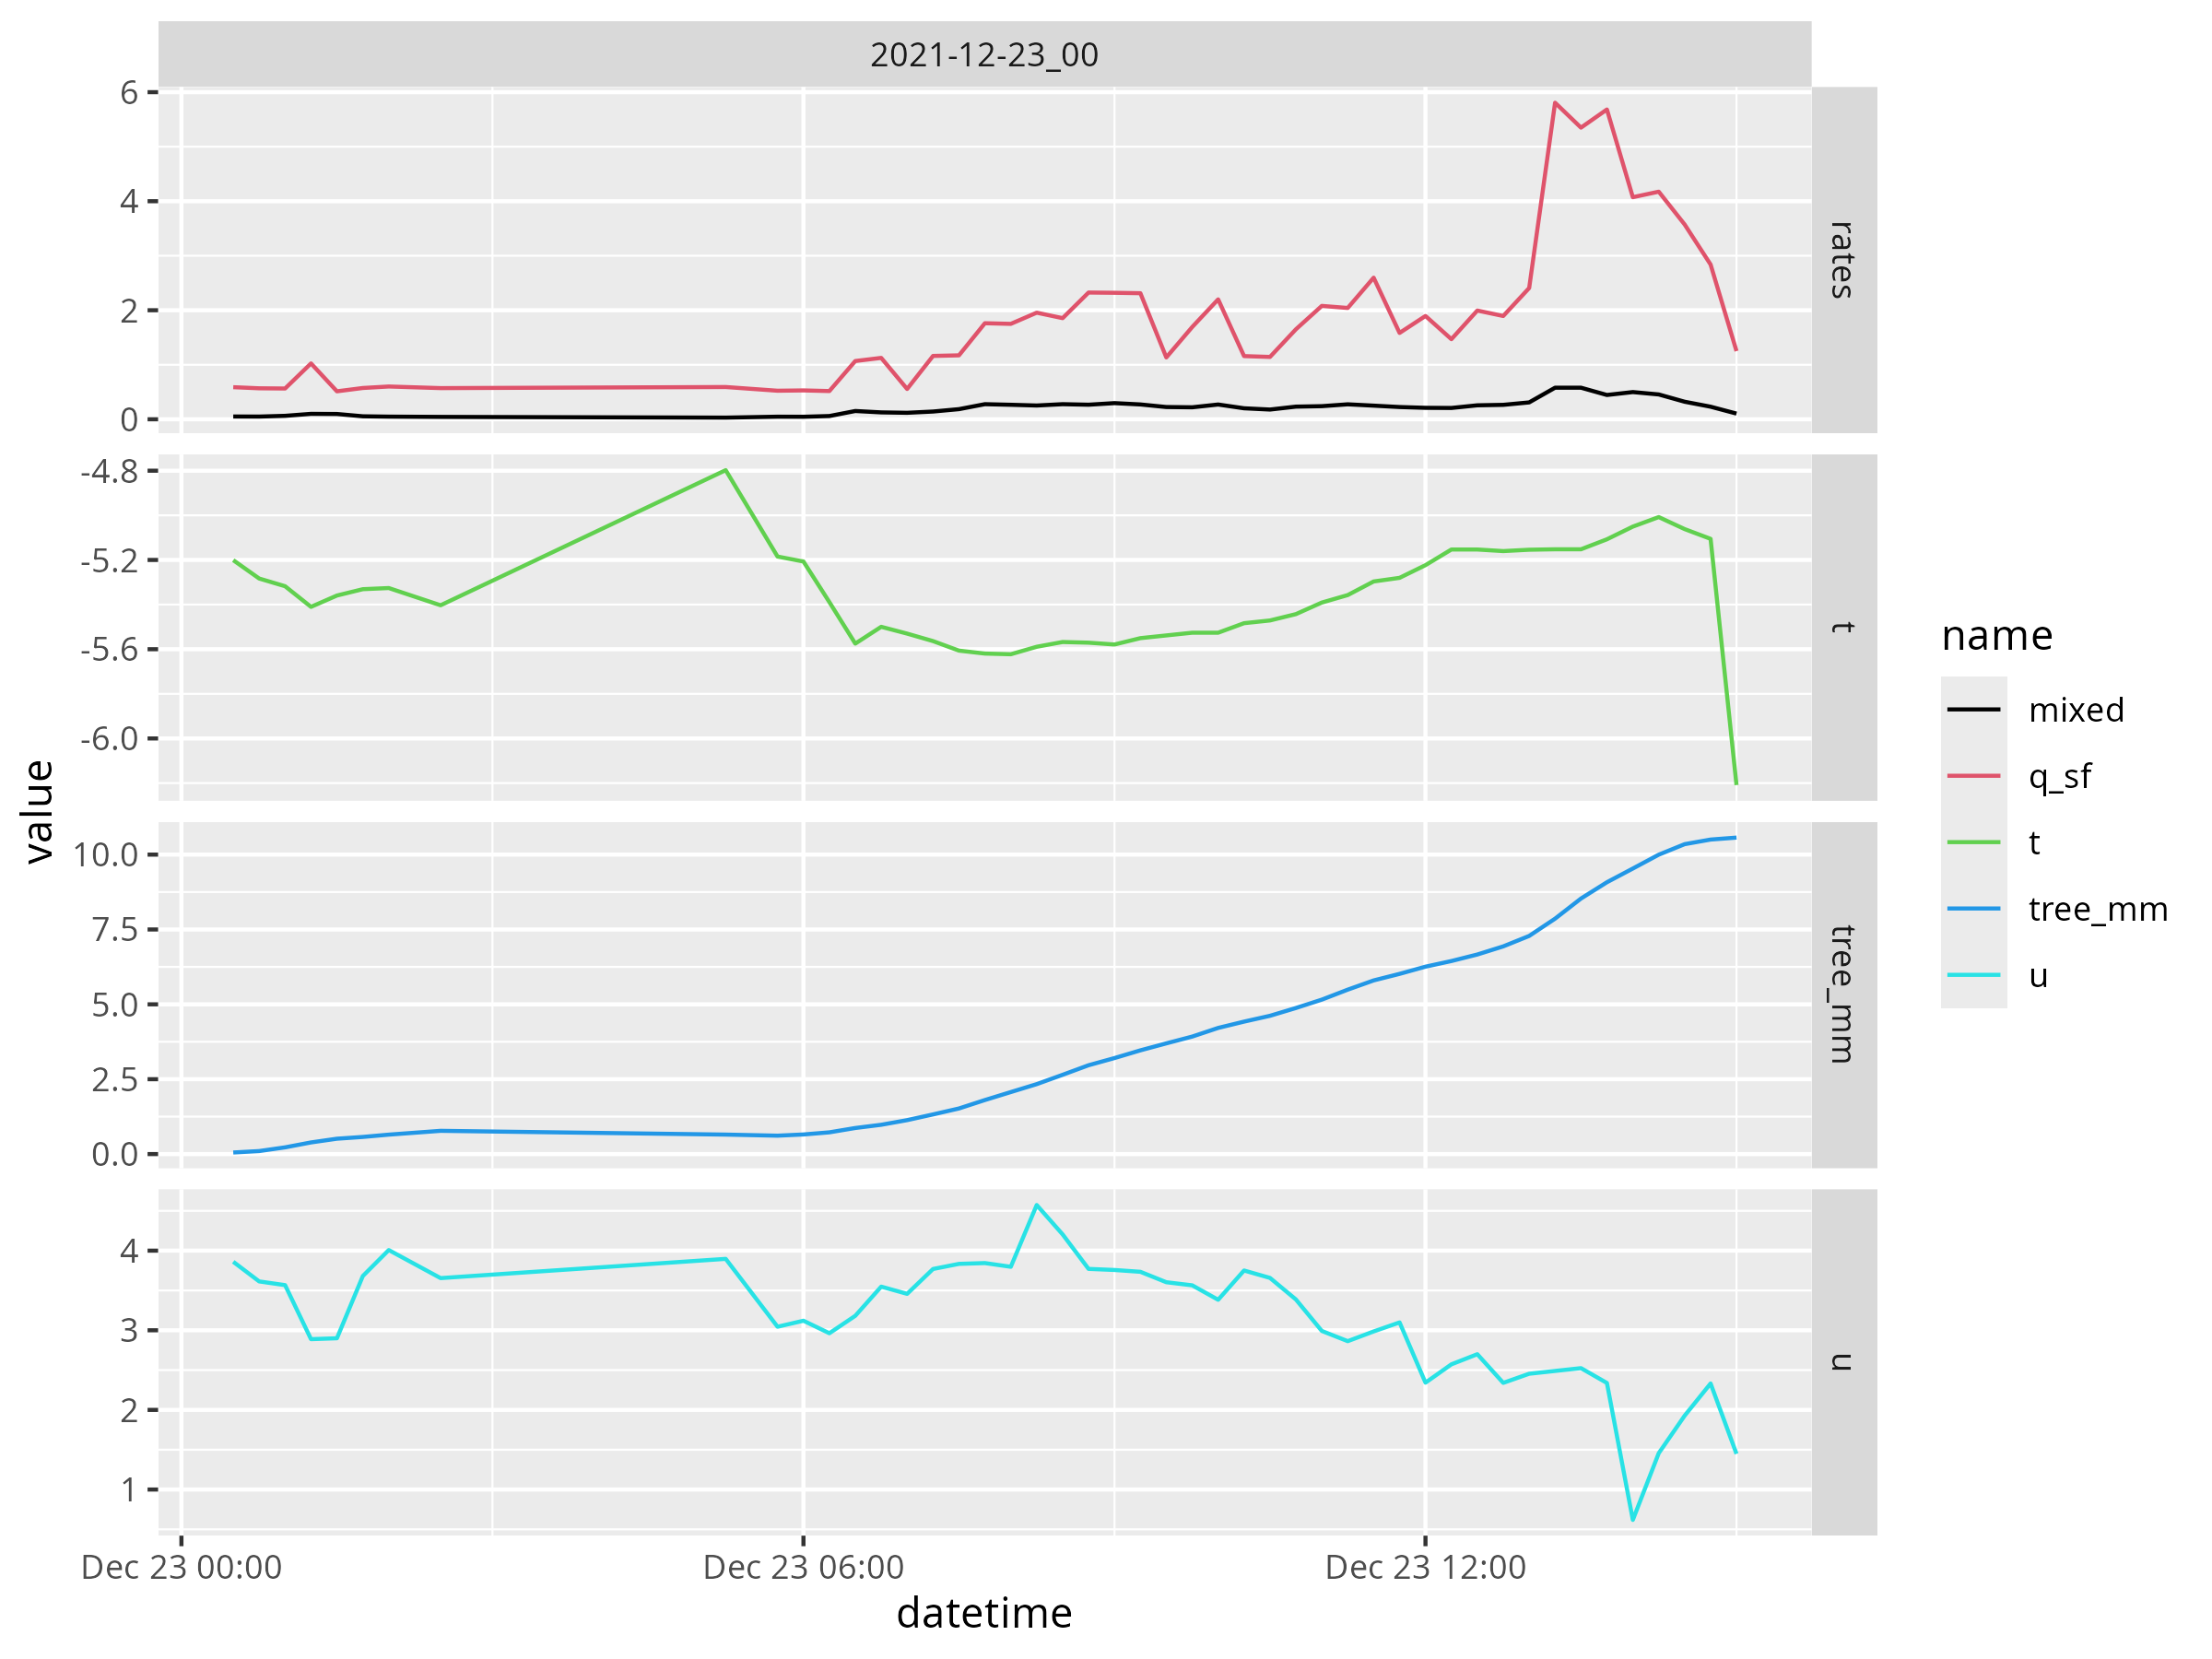 2021-12-23_00
6
4
2
0
rates
-4.8
-5.2
-5.6
-6.0
t
10.0
7.5
5.0
2.5
0.0
tree_mm
4
3
2
1
u
value
Dec 23 00:00
Dec 23 06:00
Dec 23 12:00
datetime
name
mixed
q_sf
t
tree_mm
u